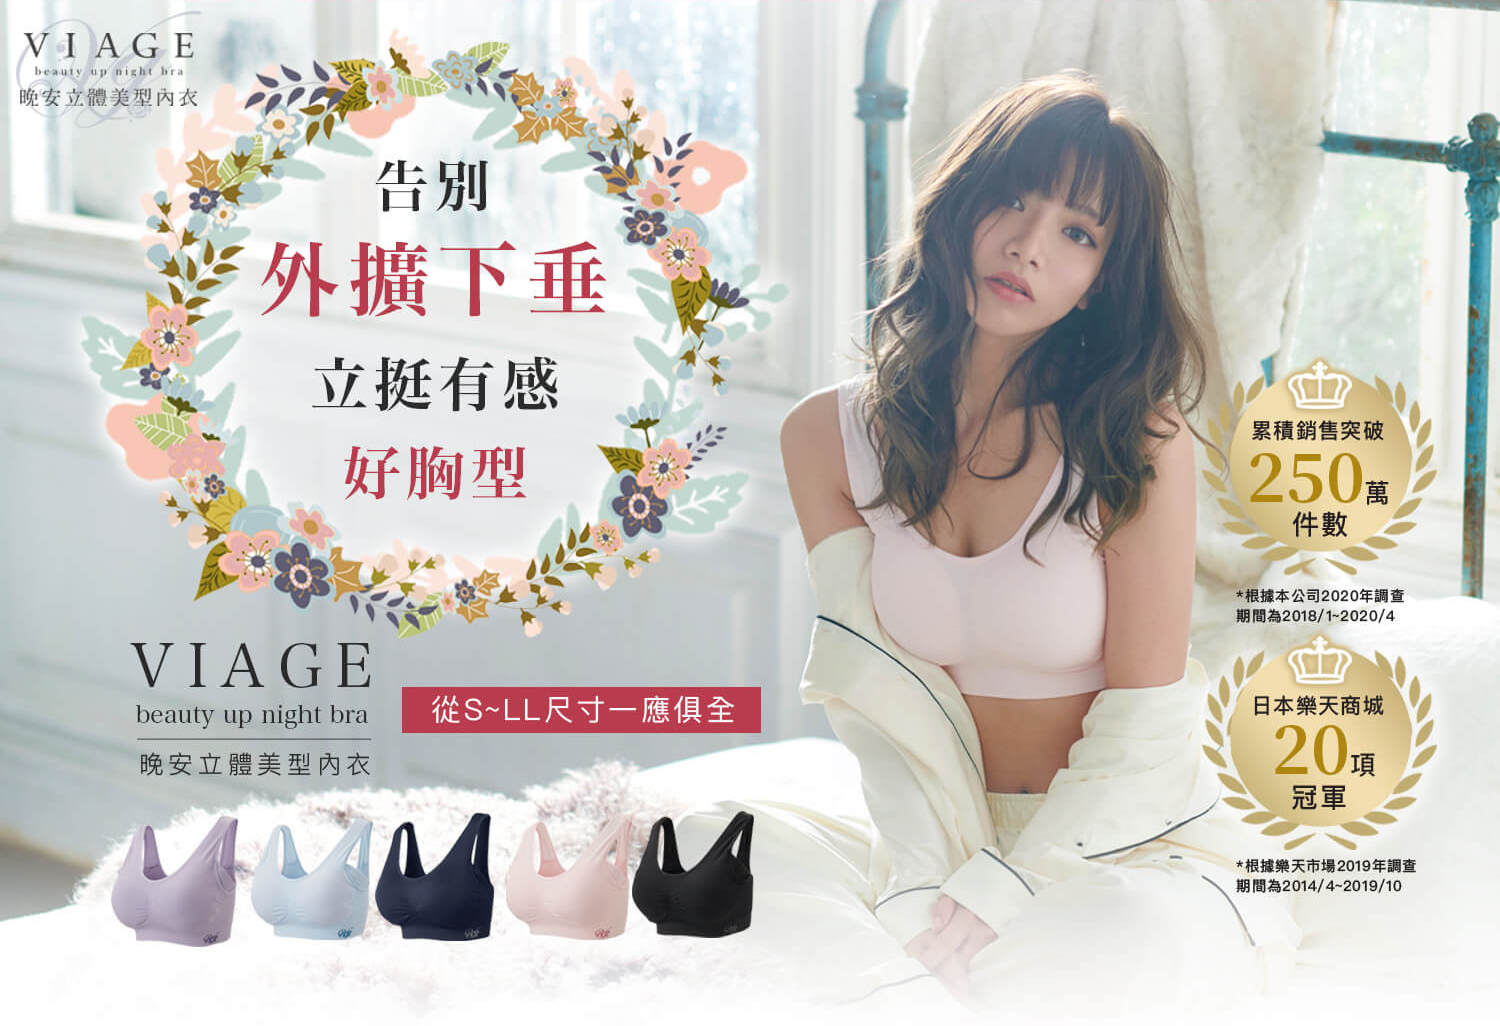 VIAGE
beauty up night bra
晚安立體美型內衣
告別
外擴下垂
立挺有感
好胸型
VIAGE
beauty up night bra
晚安立體美型內衣
從S~LL尺寸一應俱全
累積銷售突破
250萬
件數
*根據本公司2020年調查
期間為2018/1~2020/4
日本樂天商城
20項
冠軍
*根據樂天市場2019年調查
期間為2014/4~2019/10